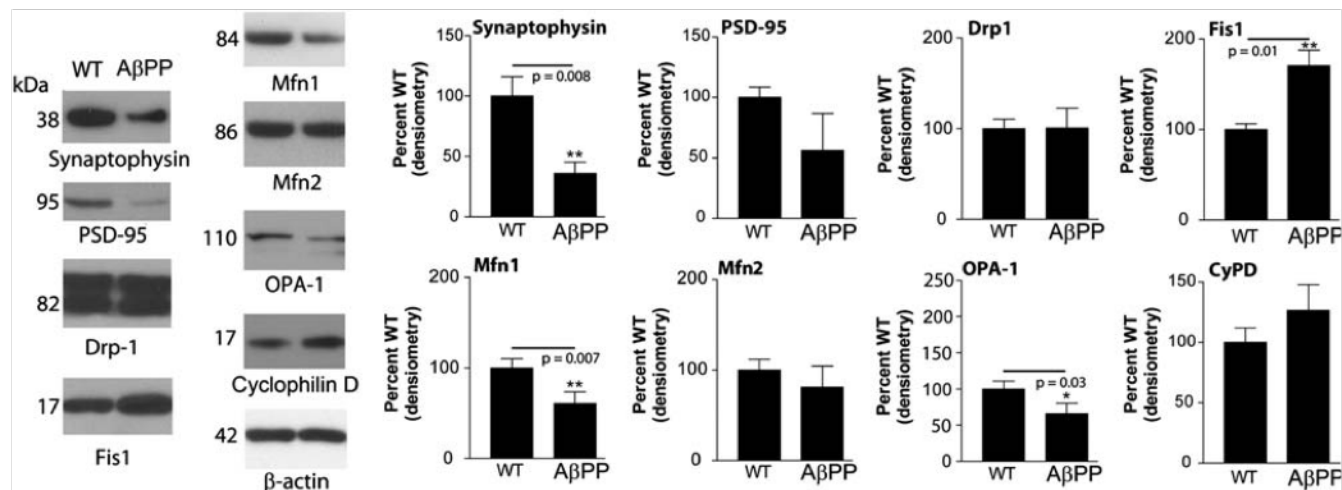 kDa
WT AβPP
38
Synaptophysin
95
PSD-95
82
Drp-1
17
Fis1
84
Mfn1
86
Mfn2
110
OPA-1
17
Cyclophilin D
42
β-actin
Synaptophysin
Percent WT
(densiometry)
150
100
50
0
p = 0.008
**
WT AβPP
PSD-95
Percent WT
(densiometry)
150
100
50
0
WT AβPP
Drp1
Percent WT
(densiometry)
200
100
0
WT AβPP
Fis1
Percent WT
(densiometry)
200
100
0
p = 0.01
**
WT AβPP
Mfn1
Percent WT
(densiometry)
200
100
0
p = 0.007
**
WT AβPP
Mfn2
Percent WT
(densiometry)
200
100
0
WT AβPP
OPA-1
Percent WT
(densiometry)
250
200
150
100
50
0
p = 0.03
*
WT AβPP
CyPD
Percent WT
(densiometry)
150
100
50
0
WT AβPP